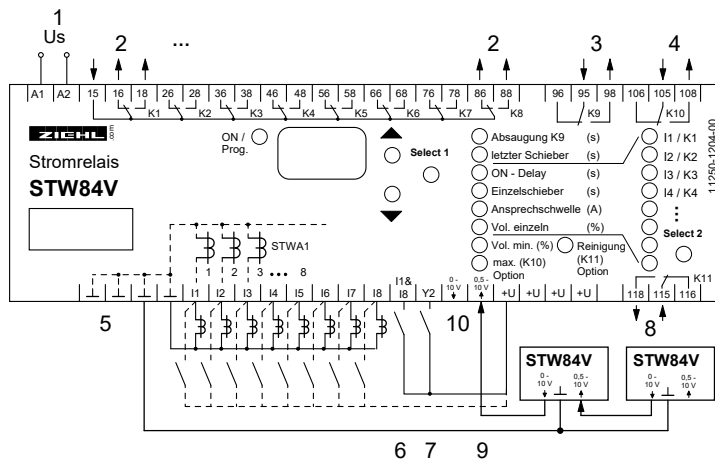 1
Us
2
...
2
3
4
A1 A2 15 16 18 26 28 36 38 46 48 56 58 66 68 76 78 86 88 96 95 98 106 105 108
K1 K2 K3 K4 K5 K6 K7 K8 K9 K10
ZIEHL
.com
Stromrelais
STW84V
ON /
Prog.
Select 1
Absaugung K9 (s)
letzter Schieber (s)
ON - Delay (s)
Einzelschieber (s)
Ansprechschwelle (A)
Vol. einzeln (%)
Vol. min. (%)
max. (K10)
Option
Reinigung
(K11)
Option
I1 / K1
I2 / K2
I3 / K3
I4 / K4
Select 2
11250-1204-00
STWA1
1 2 3 •••• 8
K11
I1 I2 I3 I4 I5 I6 I7 I8
I1&
I8
Y2
0 -
10 V
0,5 -
10 V
+U +U +U +U
118 115 116
5
10
8
STW84V
0 -
10 V
0,5 -
10 V
STW84V
0 -
10 V
0,5 -
10 V
6 7 9